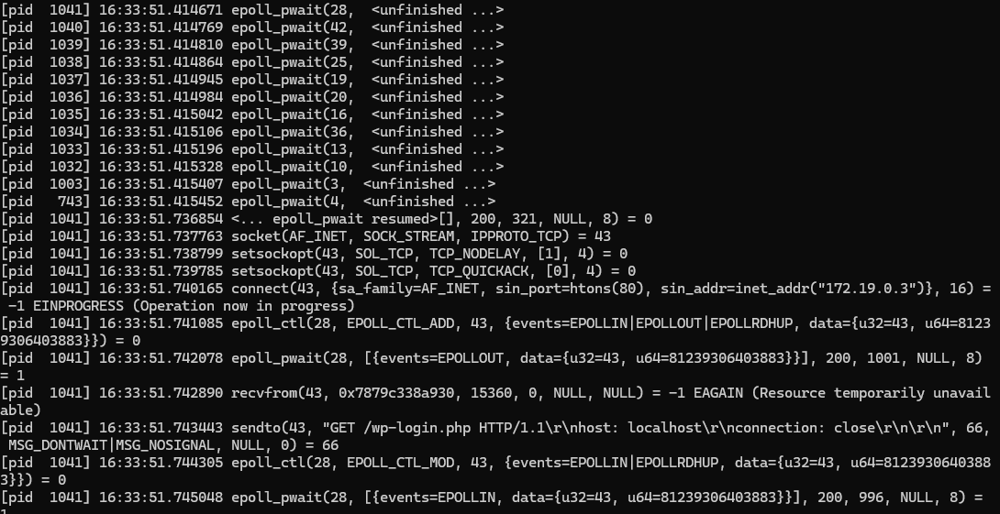 [pid  1041] 16:33:51.414671 epoll_pwait(28,  <unfinished ...>
[pid  1040] 16:33:51.414769 epoll_pwait(42,  <unfinished ...>
[pid  1039] 16:33:51.414810 epoll_pwait(39,  <unfinished ...>
[pid  1038] 16:33:51.414864 epoll_pwait(25,  <unfinished ...>
[pid  1037] 16:33:51.414945 epoll_pwait(19,  <unfinished ...>
[pid  1036] 16:33:51.414984 epoll_pwait(20,  <unfinished ...>
[pid  1035] 16:33:51.415042 epoll_pwait(16,  <unfinished ...>
[pid  1034] 16:33:51.415106 epoll_pwait(36,  <unfinished ...>
[pid  1033] 16:33:51.415196 epoll_pwait(13,  <unfinished ...>
[pid  1032] 16:33:51.415328 epoll_pwait(10,  <unfinished ...>
[pid  1003] 16:33:51.415407 epoll_pwait(3,  <unfinished ...>
[pid   743] 16:33:51.415452 epoll_pwait(4,  <unfinished ...>
[pid  1041] 16:33:51.736854 <... epoll_pwait resumed>[], 200, 321, NULL, 8) = 0
[pid  1041] 16:33:51.737763 socket(AF_INET, SOCK_STREAM, IPPROTO_TCP) = 43
[pid  1041] 16:33:51.738799 setsockopt(43, SOL_TCP, TCP_NODELAY, [1], 4) = 0
[pid  1041] 16:33:51.739785 setsockopt(43, SOL_TCP, TCP_QUICKACK, [0], 4) = 0
[pid  1041] 16:33:51.740165 connect(43, {sa_family=AF_INET, sin_port=htons(80), sin_addr=inet_addr("172.19.0.3")}, 16) =
 -1 EINPROGRESS (Operation now in progress)
[pid  1041] 16:33:51.741085 epoll_ctl(28, EPOLL_CTL_ADD, 43, {events=EPOLLIN|EPOLLOUT|EPOLLRDHUP, data={u32=43, u64=8123
9306403883}}) = 0
[pid  1041] 16:33:51.742078 epoll_pwait(28, [{events=EPOLLOUT, data={u32=43, u64=81239306403883}}], 200, 1001, NULL, 8)
= 1
[pid  1041] 16:33:51.742890 recvfrom(43, 0x7879c338a930, 15360, 0, NULL, NULL) = -1 EAGAIN (Resource temporarily unavail
able)
[pid  1041] 16:33:51.743443 sendto(43, "GET /wp-login.php HTTP/1.1\r\nhost: localhost\r\nconnection: close\r\n\r\n", 66,
 MSG_DONTWAIT|MSG_NOSIGNAL, NULL, 0) = 66
[pid  1041] 16:33:51.744305 epoll_ctl(28, EPOLL_CTL_MOD, 43, {events=EPOLLIN|EPOLLRDHUP, data={u32=43, u64=8123930640388
3}}) = 0
[pid  1041] 16:33:51.745048 epoll_pwait(28, [{events=EPOLLIN, data={u32=43, u64=81239306403883}}], 200, 996, NULL, 8) =